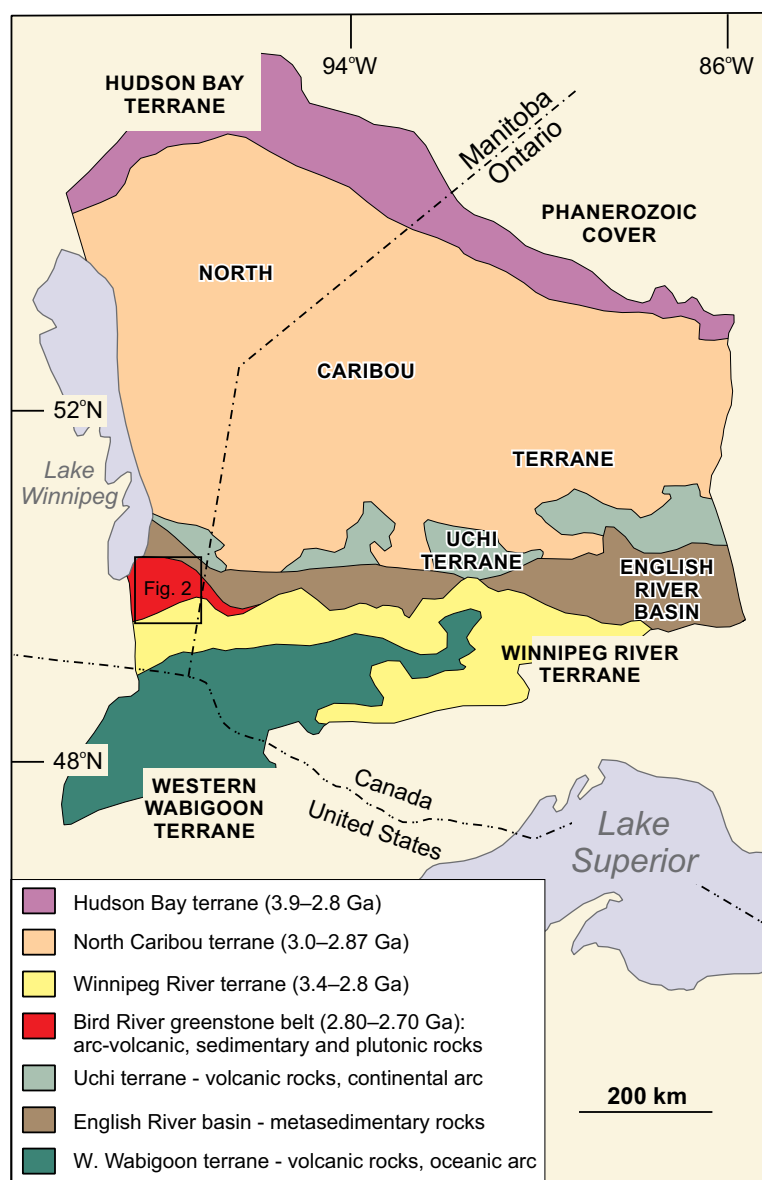 94°W
86°W
HUDSON BAY
TERRANE
Manitoba
Ontario
PHANEROZOIC
COVER
NORTH
CARIBOU
52°N
TERRANE
Lake
Winnipeg
UCHI
TERRANE
ENGLISH
RIVER
BASIN
Fig. 2
WINNIPEG RIVER
TERRANE
48°N
WESTERN
WABIGOON
TERRANE
Canada
United States
Lake
Superior
Hudson Bay terrane (3.9–2.8 Ga)
North Caribou terrane (3.0–2.87 Ga)
Winnipeg River terrane (3.4–2.8 Ga)
Bird River greenstone belt (2.80–2.70 Ga):
arc-volcanic, sedimentary and plutonic rocks
Uchi terrane - volcanic rocks, continental arc
English River basin - metasedimentary rocks
W. Wabigoon terrane - volcanic rocks, oceanic arc
200 km